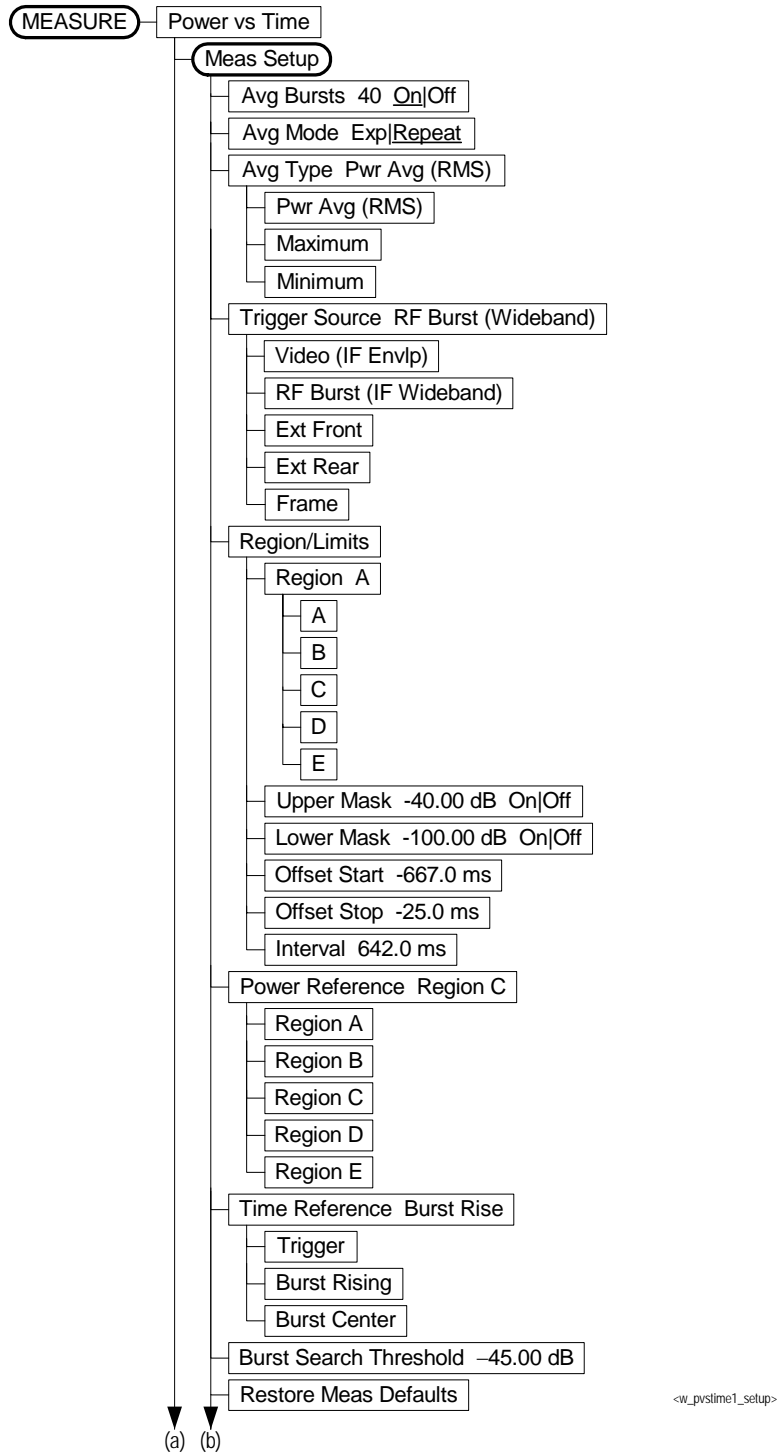 MEASURE Power vs Time
Meas Setup
Avg Bursts 40 On|Off
Avg Mode Exp|Repeat
Avg Type Pwr Avg (RMS)
Pwr Avg (RMS)
Maximum
Minimum
Trigger Source RF Burst (Wideband)
Video (IF Envlp)
RF Burst (IF Wideband)
Ext Front
Ext Rear
Frame
Region/Limits
Region A
A
B
C
D
E
Upper Mask -40.00 dB On|Off
Lower Mask -100.00 dB On|Off
Offset Start -667.0 ms
Offset Stop -25.0 ms
Interval 642.0 ms
Power Reference Region C
Region A
Region B
Region C
Region D
Region E
Time Reference Burst Rise
Trigger
Burst Rising
Burst Center
Burst Search Threshold –45.00 dB
Restore Meas Defaults
<w_pvstime1_setup>
(a) (b)